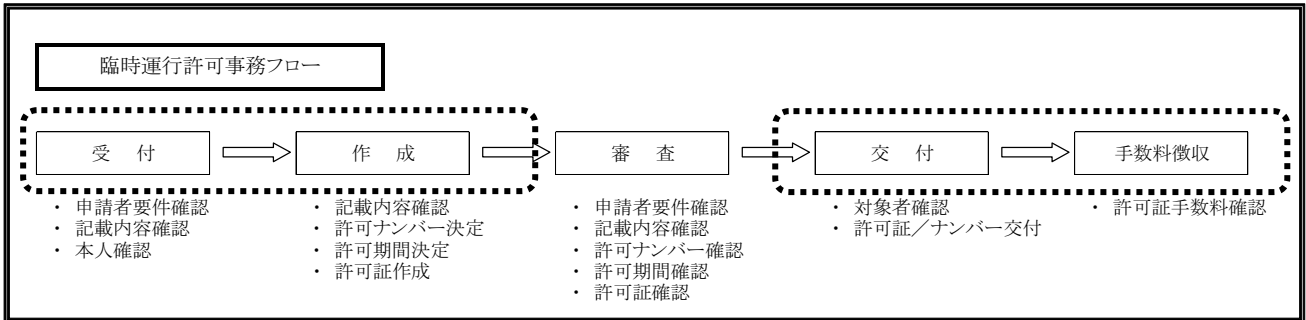 臨時運行許可事務フロー
受 付
作 成
審 査
交 付
手数料徴収
・ 申請者要件確認
・ 記載内容確認
・ 本人確認
・ 記載内容確認
・ 許可ナンバー決定
・ 許可期間決定
・ 許可証作成
・ 申請者要件確認
・ 記載内容確認
・ 許可ナンバー確認
・ 許可期間確認
・ 許可証確認
・ 対象者確認
・ 許可証／ナンバー交付
・ 許可証手数料確認